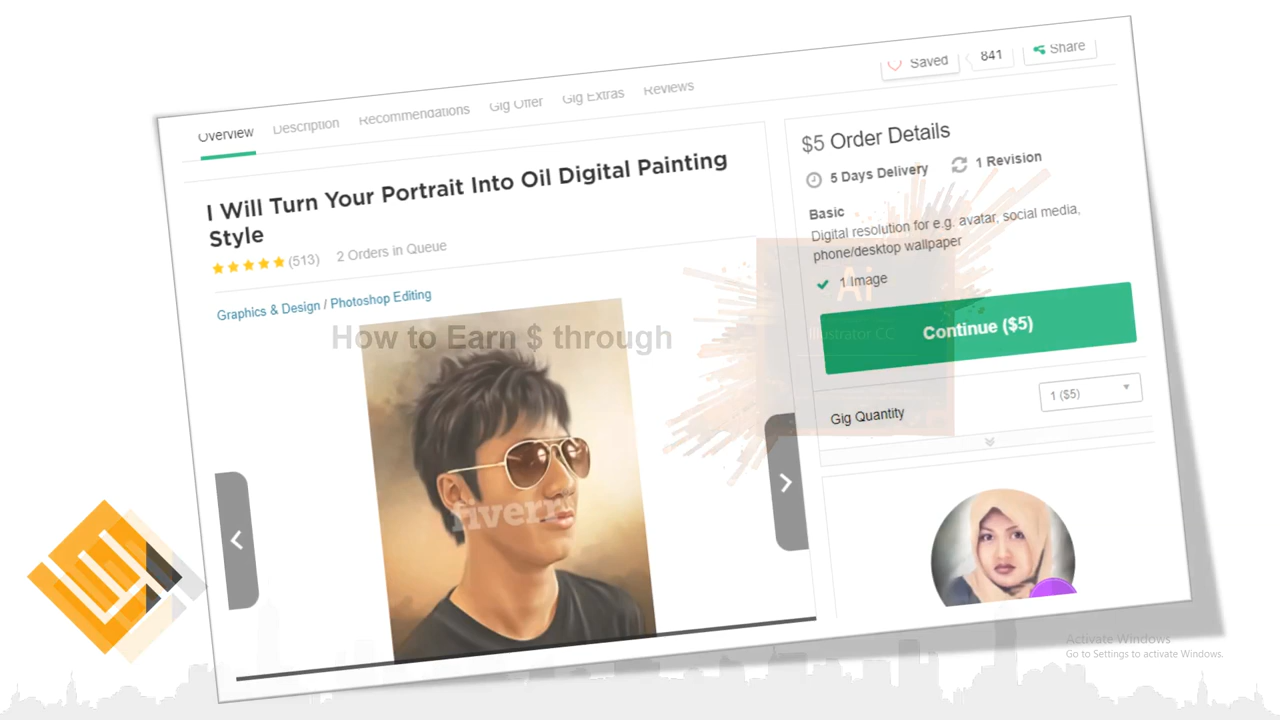 Saved
841
Share
Overview
Description
Recommendations
Gig Offer
Gig Extras
Reviews
I Will Turn Your Portrait Into Oil Digital Painting
Style
(513)
2 Orders in Queue
Graphics & Design / Photoshop Editing
How to Earn $ through
fiverr
$5 Order Details
5 Days Delivery
1 Revision
Basic
Digital resolution for e.g. avatar, social media,
phone/desktop wallpaper
1 Image
Ai
Illustrator CC
Continue ($5)
Gig Quantity
1 ($5)
Activate Windows
Go to Settings to activate Windows.